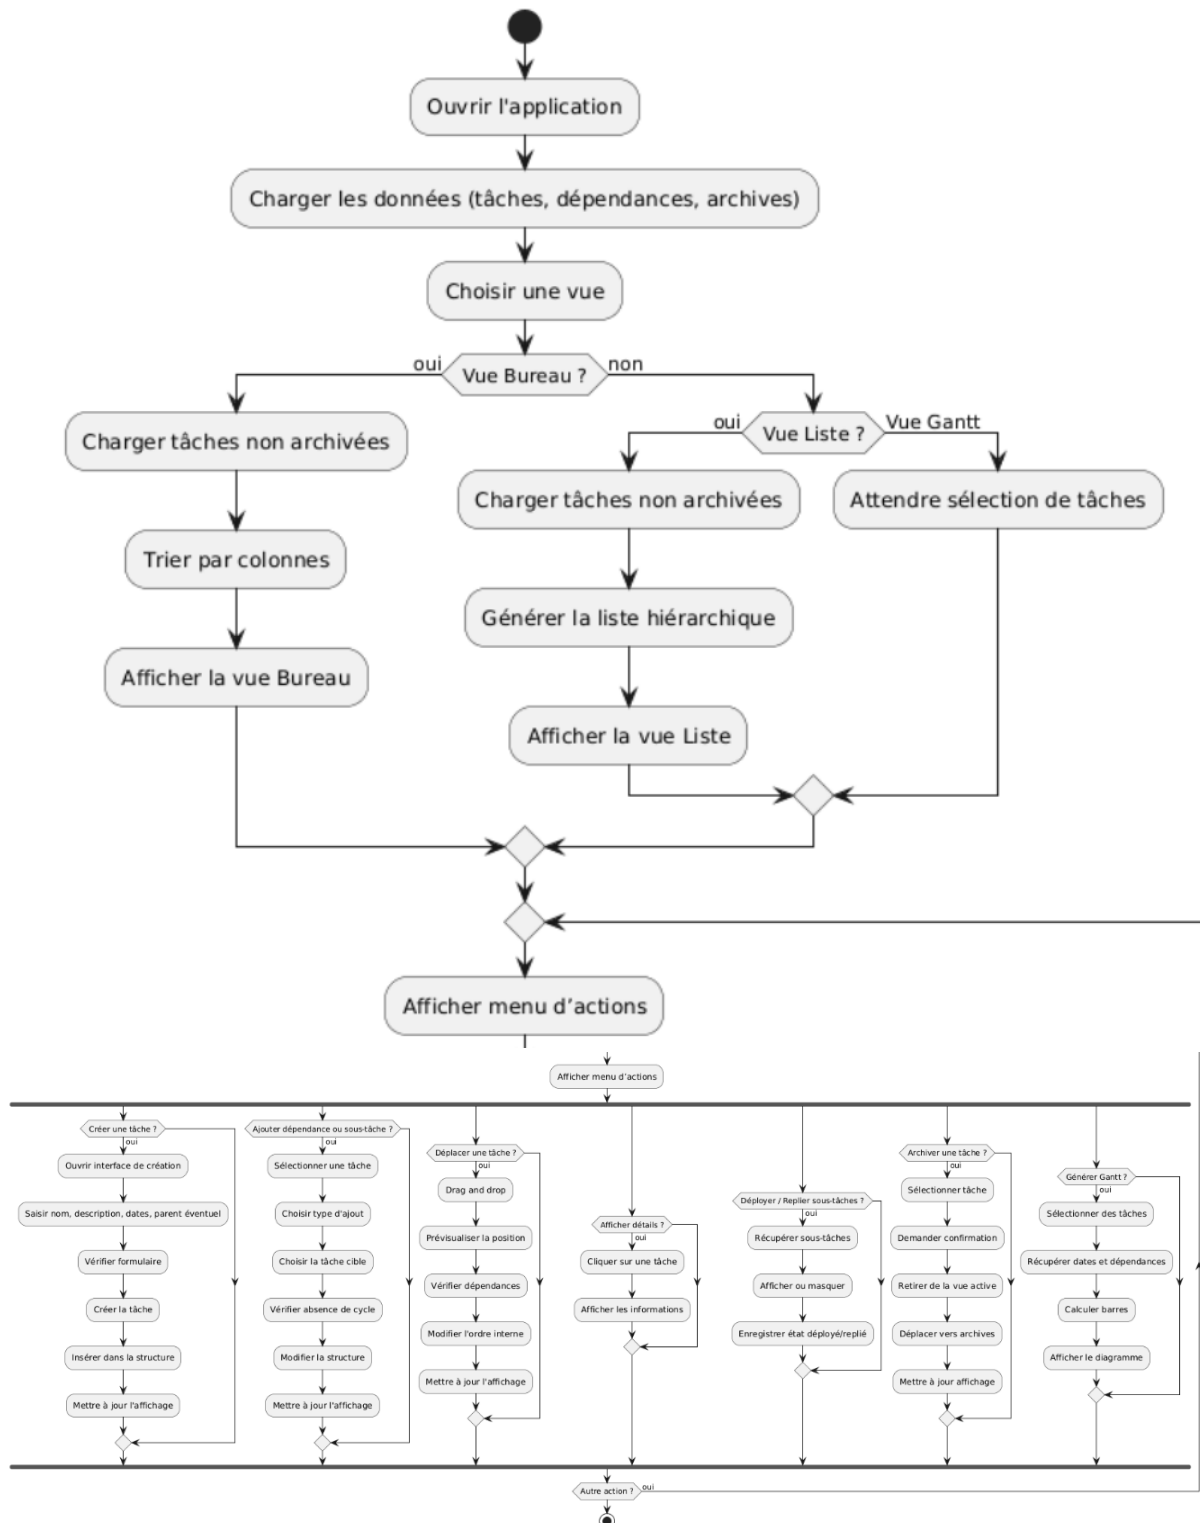 Ouvrir l'application
Charger les données (tâches, dépendances, archives)
Choisir une vue
Vue Bureau ?
oui
non
Charger tâches non archivées
Trier par colonnes
Afficher la vue Bureau
Vue Liste ?
oui
Vue Gantt
Charger tâches non archivées
Générer la liste hiérarchique
Afficher la vue Liste
Attendre sélection de tâches
Afficher menu d’actions
Afficher menu d’actions
Créer une tâche ?
oui
Ouvrir interface de création
Saisir nom, description, dates, parent éventuel
Vérifier formulaire
Créer la tâche
Insérer dans la structure
Mettre à jour l'affichage
Ajouter dépendance ou sous-tâche ?
oui
Sélectionner une tâche
Choisir type d'ajout
Choisir la tâche cible
Vérifier absence de cycle
Modifier la structure
Mettre à jour l'affichage
Déplacer une tâche ?
oui
Drag and drop
Prévisualiser la position
Vérifier dépendances
Modifier l'ordre interne
Mettre à jour l'affichage
Afficher détails ?
oui
Cliquer sur une tâche
Afficher les informations
Déployer / Replier sous-tâches ?
oui
Récupérer sous-tâches
Afficher ou masquer
Enregistrer état déployé/replié
Archiver une tâche ?
oui
Sélectionner tâche
Demander confirmation
Retirer de la vue active
Déplacer vers archives
Mettre à jour affichage
Générer Gantt ?
oui
Sélectionner des tâches
Récupérer dates et dépendances
Calculer barres
Afficher le diagramme
Autre action ?
oui